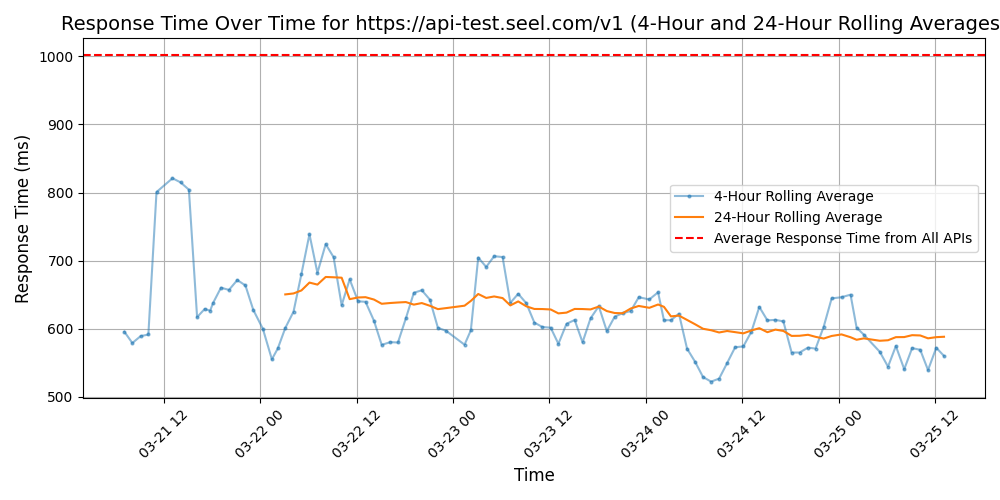 Response Time Over Time for https://api-test.seel.com/v1 (4-Hour and 24-Hour Rolling Averages
Response Time (ms)
1000
900
800
700
600
500
4-Hour Rolling Average
24-Hour Rolling Average
Average Response Time from All APIs
03-21 12
03-22 00
03-22 12
03-23 00
03-23 12
03-24 00
03-24 12
03-25 00
03-25 12
Time